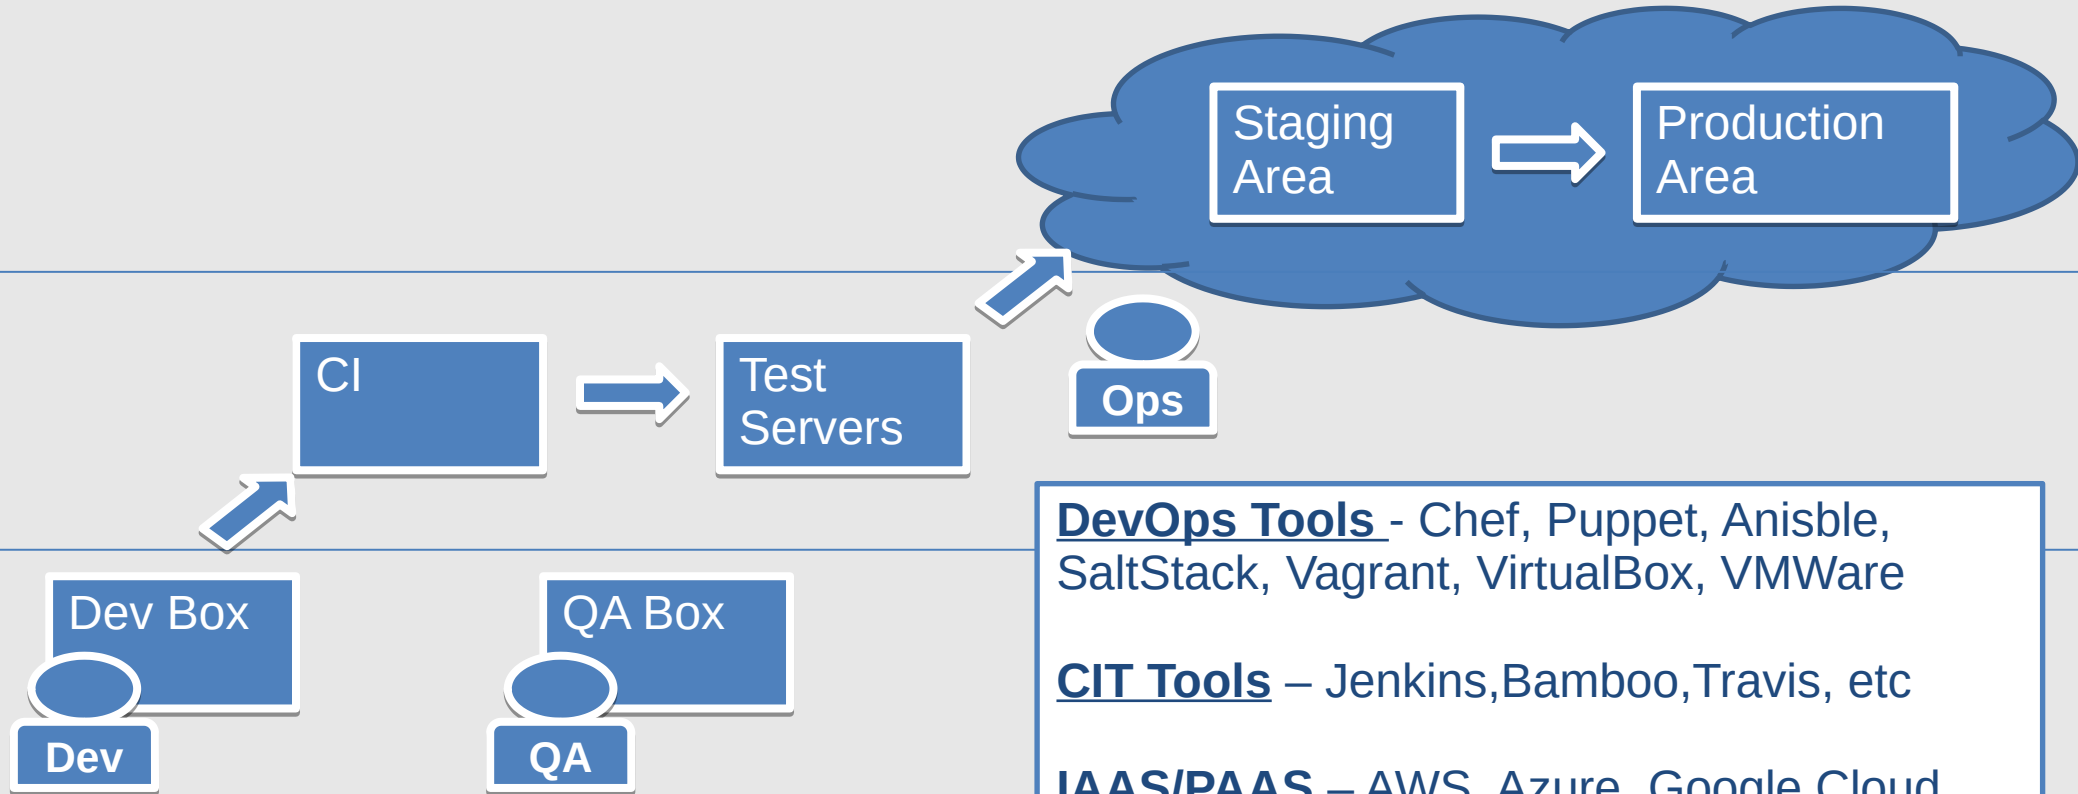 Staging
Area
Production
Area
CI
Test
Servers
Ops
DevOps Tools - Chef, Puppet, Anisble,
SaltStack, Vagrant, VirtualBox, VMWare
Dev Box
QA Box
CIT Tools – Jenkins,Bamboo,Travis, etc
Dev
QA
IAAS/PAAS – AWS, Azure, Google Cloud